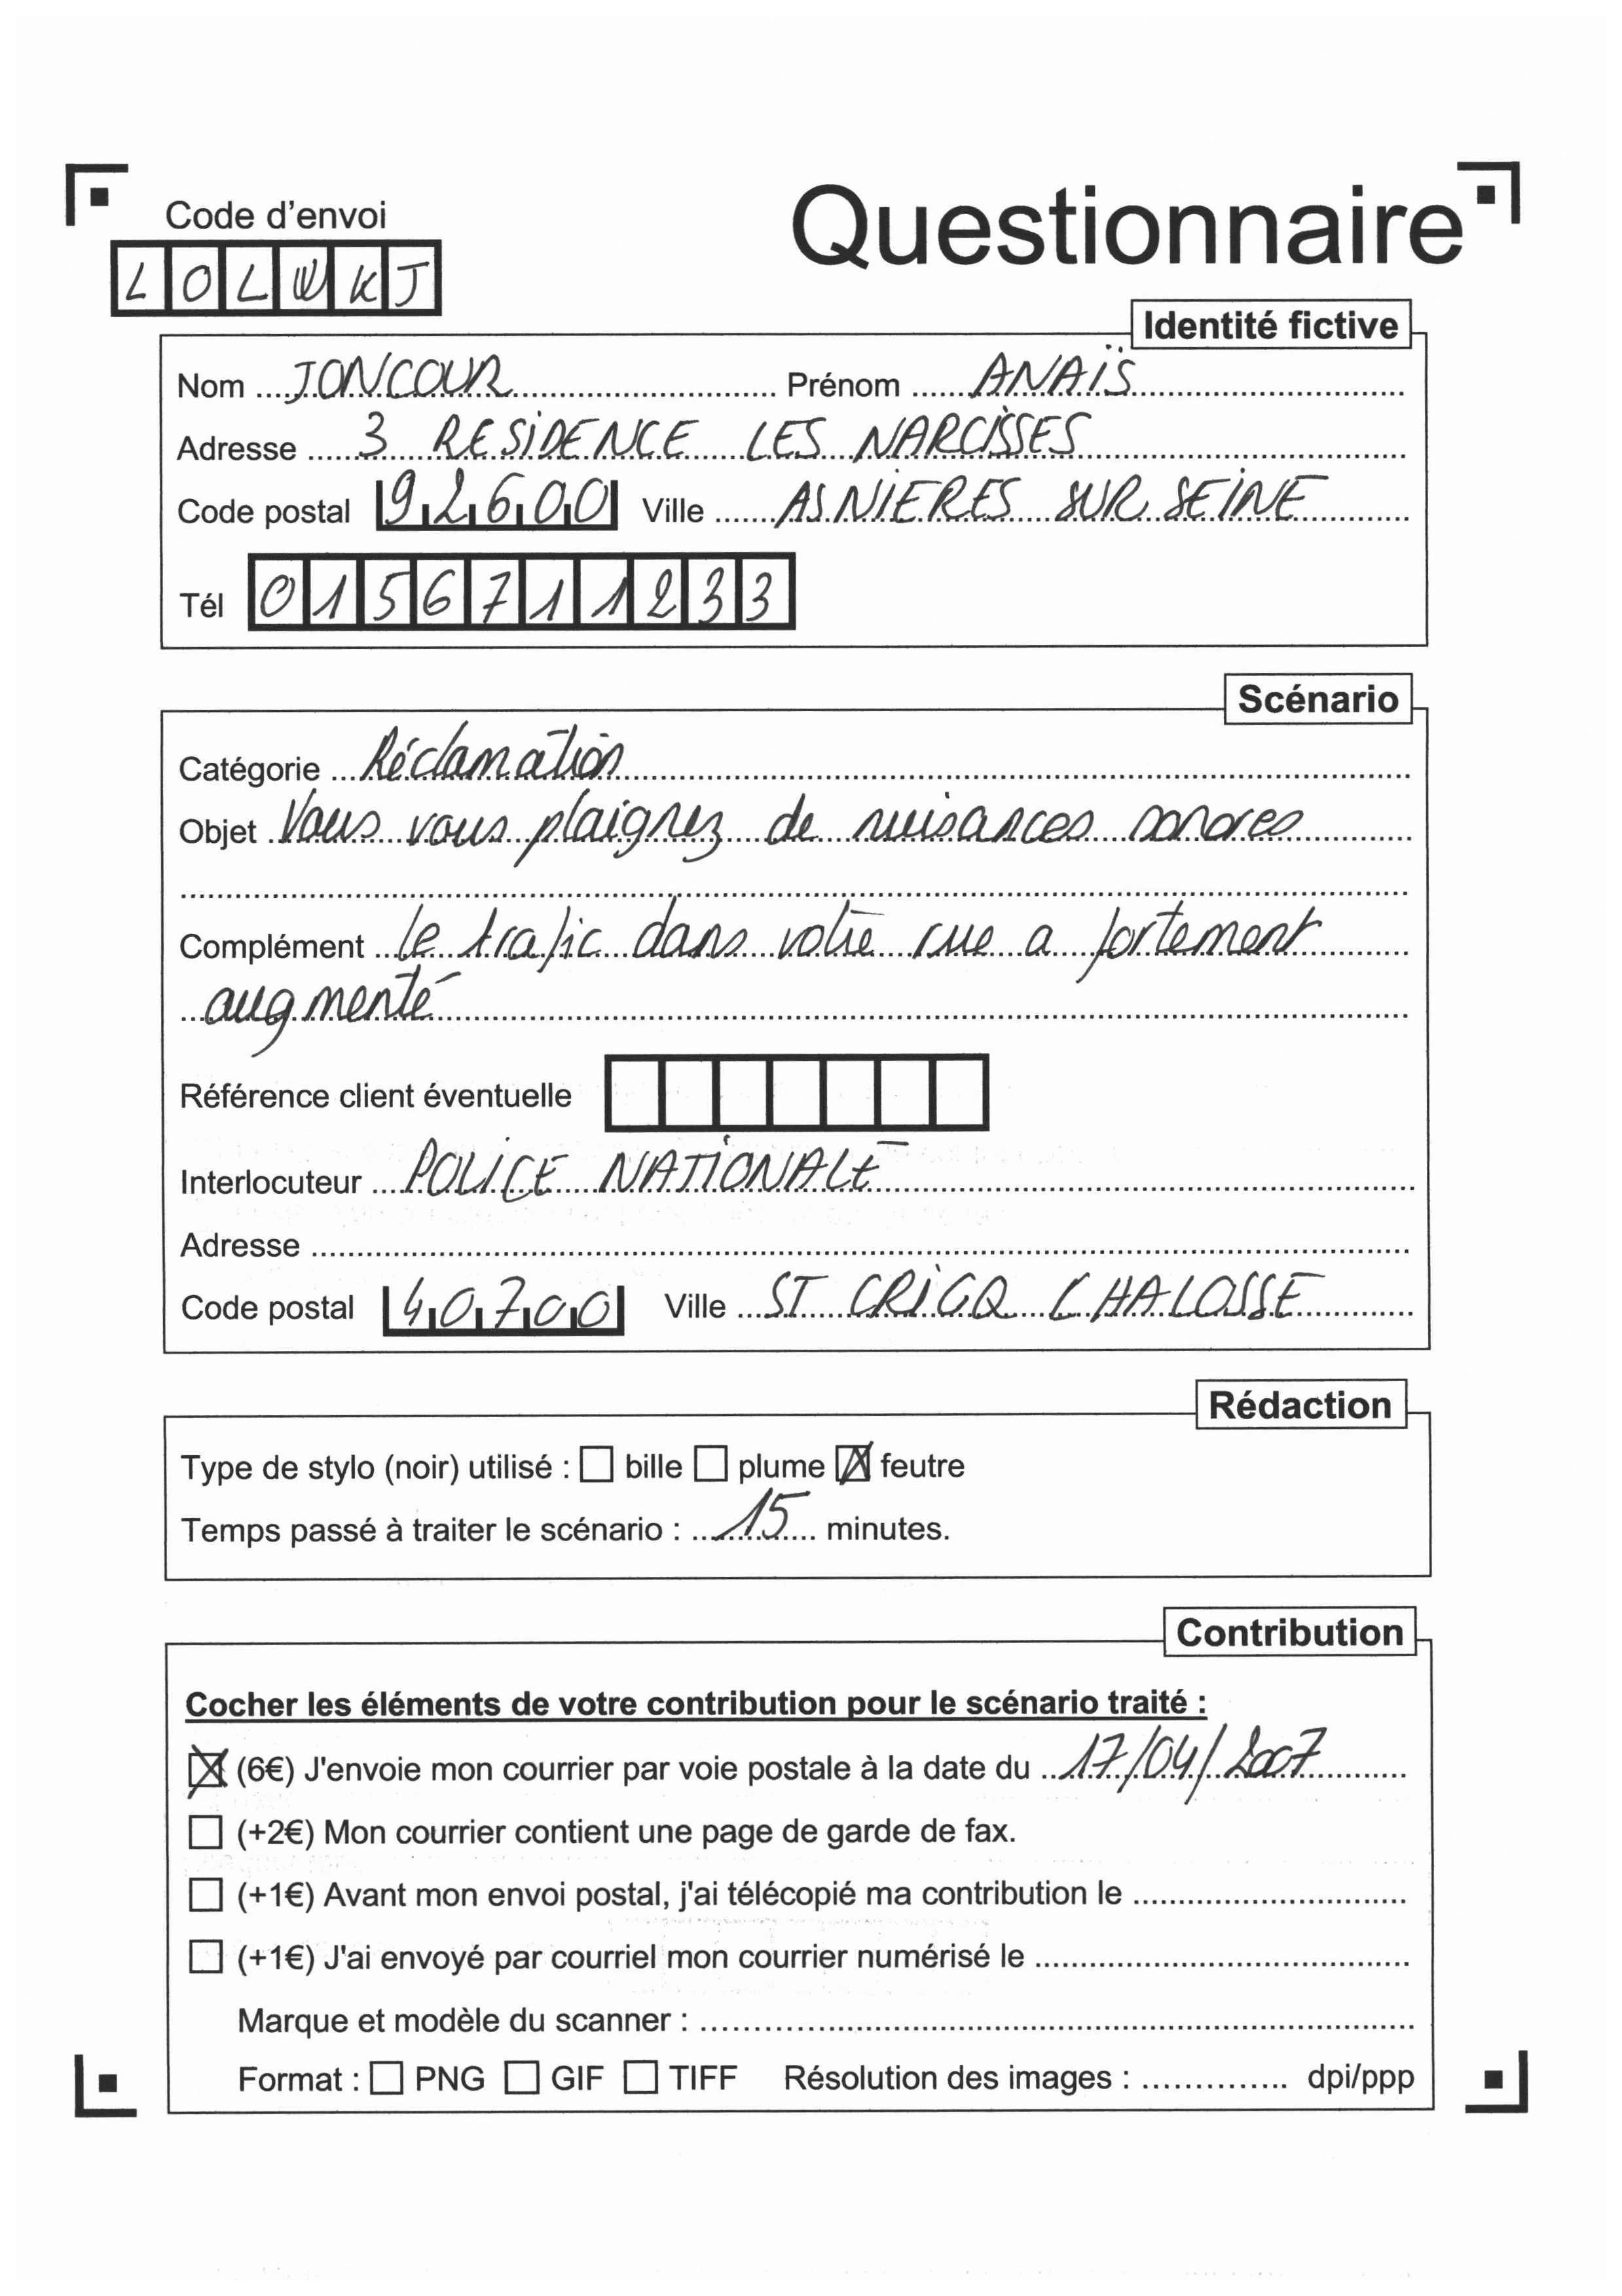 Code d'envoi
Questionnaire
LOLWKJ
Identité fictive
Nom JONCOUR Prénom ANAÏS
Adresse 3 RESiDENCE LES NARCiSSES
Code postal 92600 Ville ASNiERES SUR SEiNE
Tél 0156711233
Scénario
Catégorie Réclamation
Objet Vous vous plaignez de nuisances sonores
Complément le trafic dans votre rue a fortement
augmenté
Référence client éventuelle
Interlocuteur POLICE NATiONALE
Adresse
Code postal 40700 Ville ST CRiCQ CHALOSSE
Rédaction
Type de stylo (noir) utilisé : bille plume feutre
Temps passé à traiter le scénario : 15 minutes.
Contribution
Cocher les éléments de votre contribution pour le scénario traité :
(6€) J'envoie mon courrier par voie postale à la date du 17/04/2007
(+2€) Mon courrier contient une page de garde de fax.
(+1€) Avant mon envoi postal, j'ai télécopié ma contribution le
(+1€) J'ai envoyé par courriel mon courrier numérisé le
Marque et modèle du scanner :
Format : PNG GIF TIFF Résolution des images : dpi/ppp